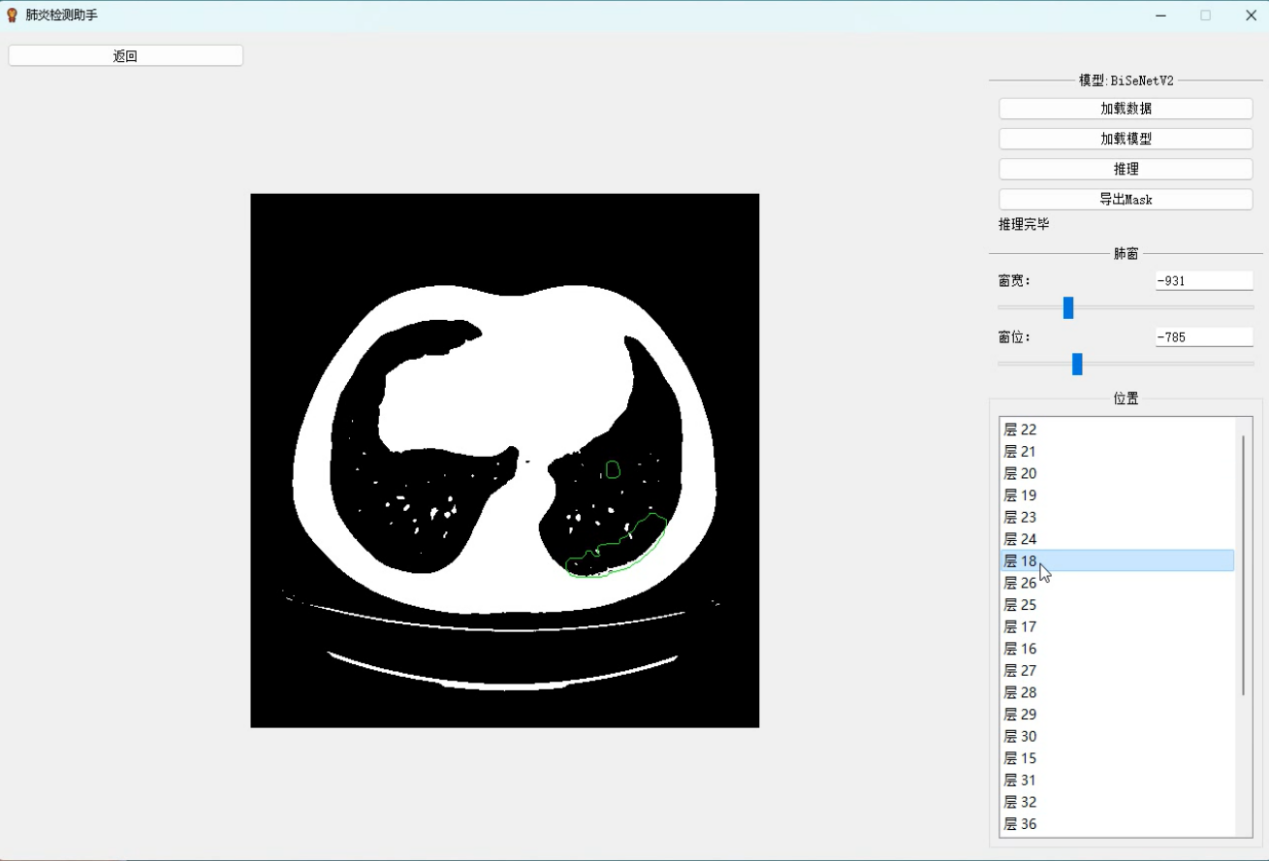 肺炎检测助手
返回
模型:BiSeNetV2
加载数据
加载模型
推理
导出Mask
推理完毕
肺窗
窗宽:
-931
窗位:
-785
位置
层 22
层 21
层 20
层 19
层 23
层 24
层 18
层 26
层 25
层 17
层 16
层 27
层 28
层 29
层 30
层 15
层 31
层 32
层 36